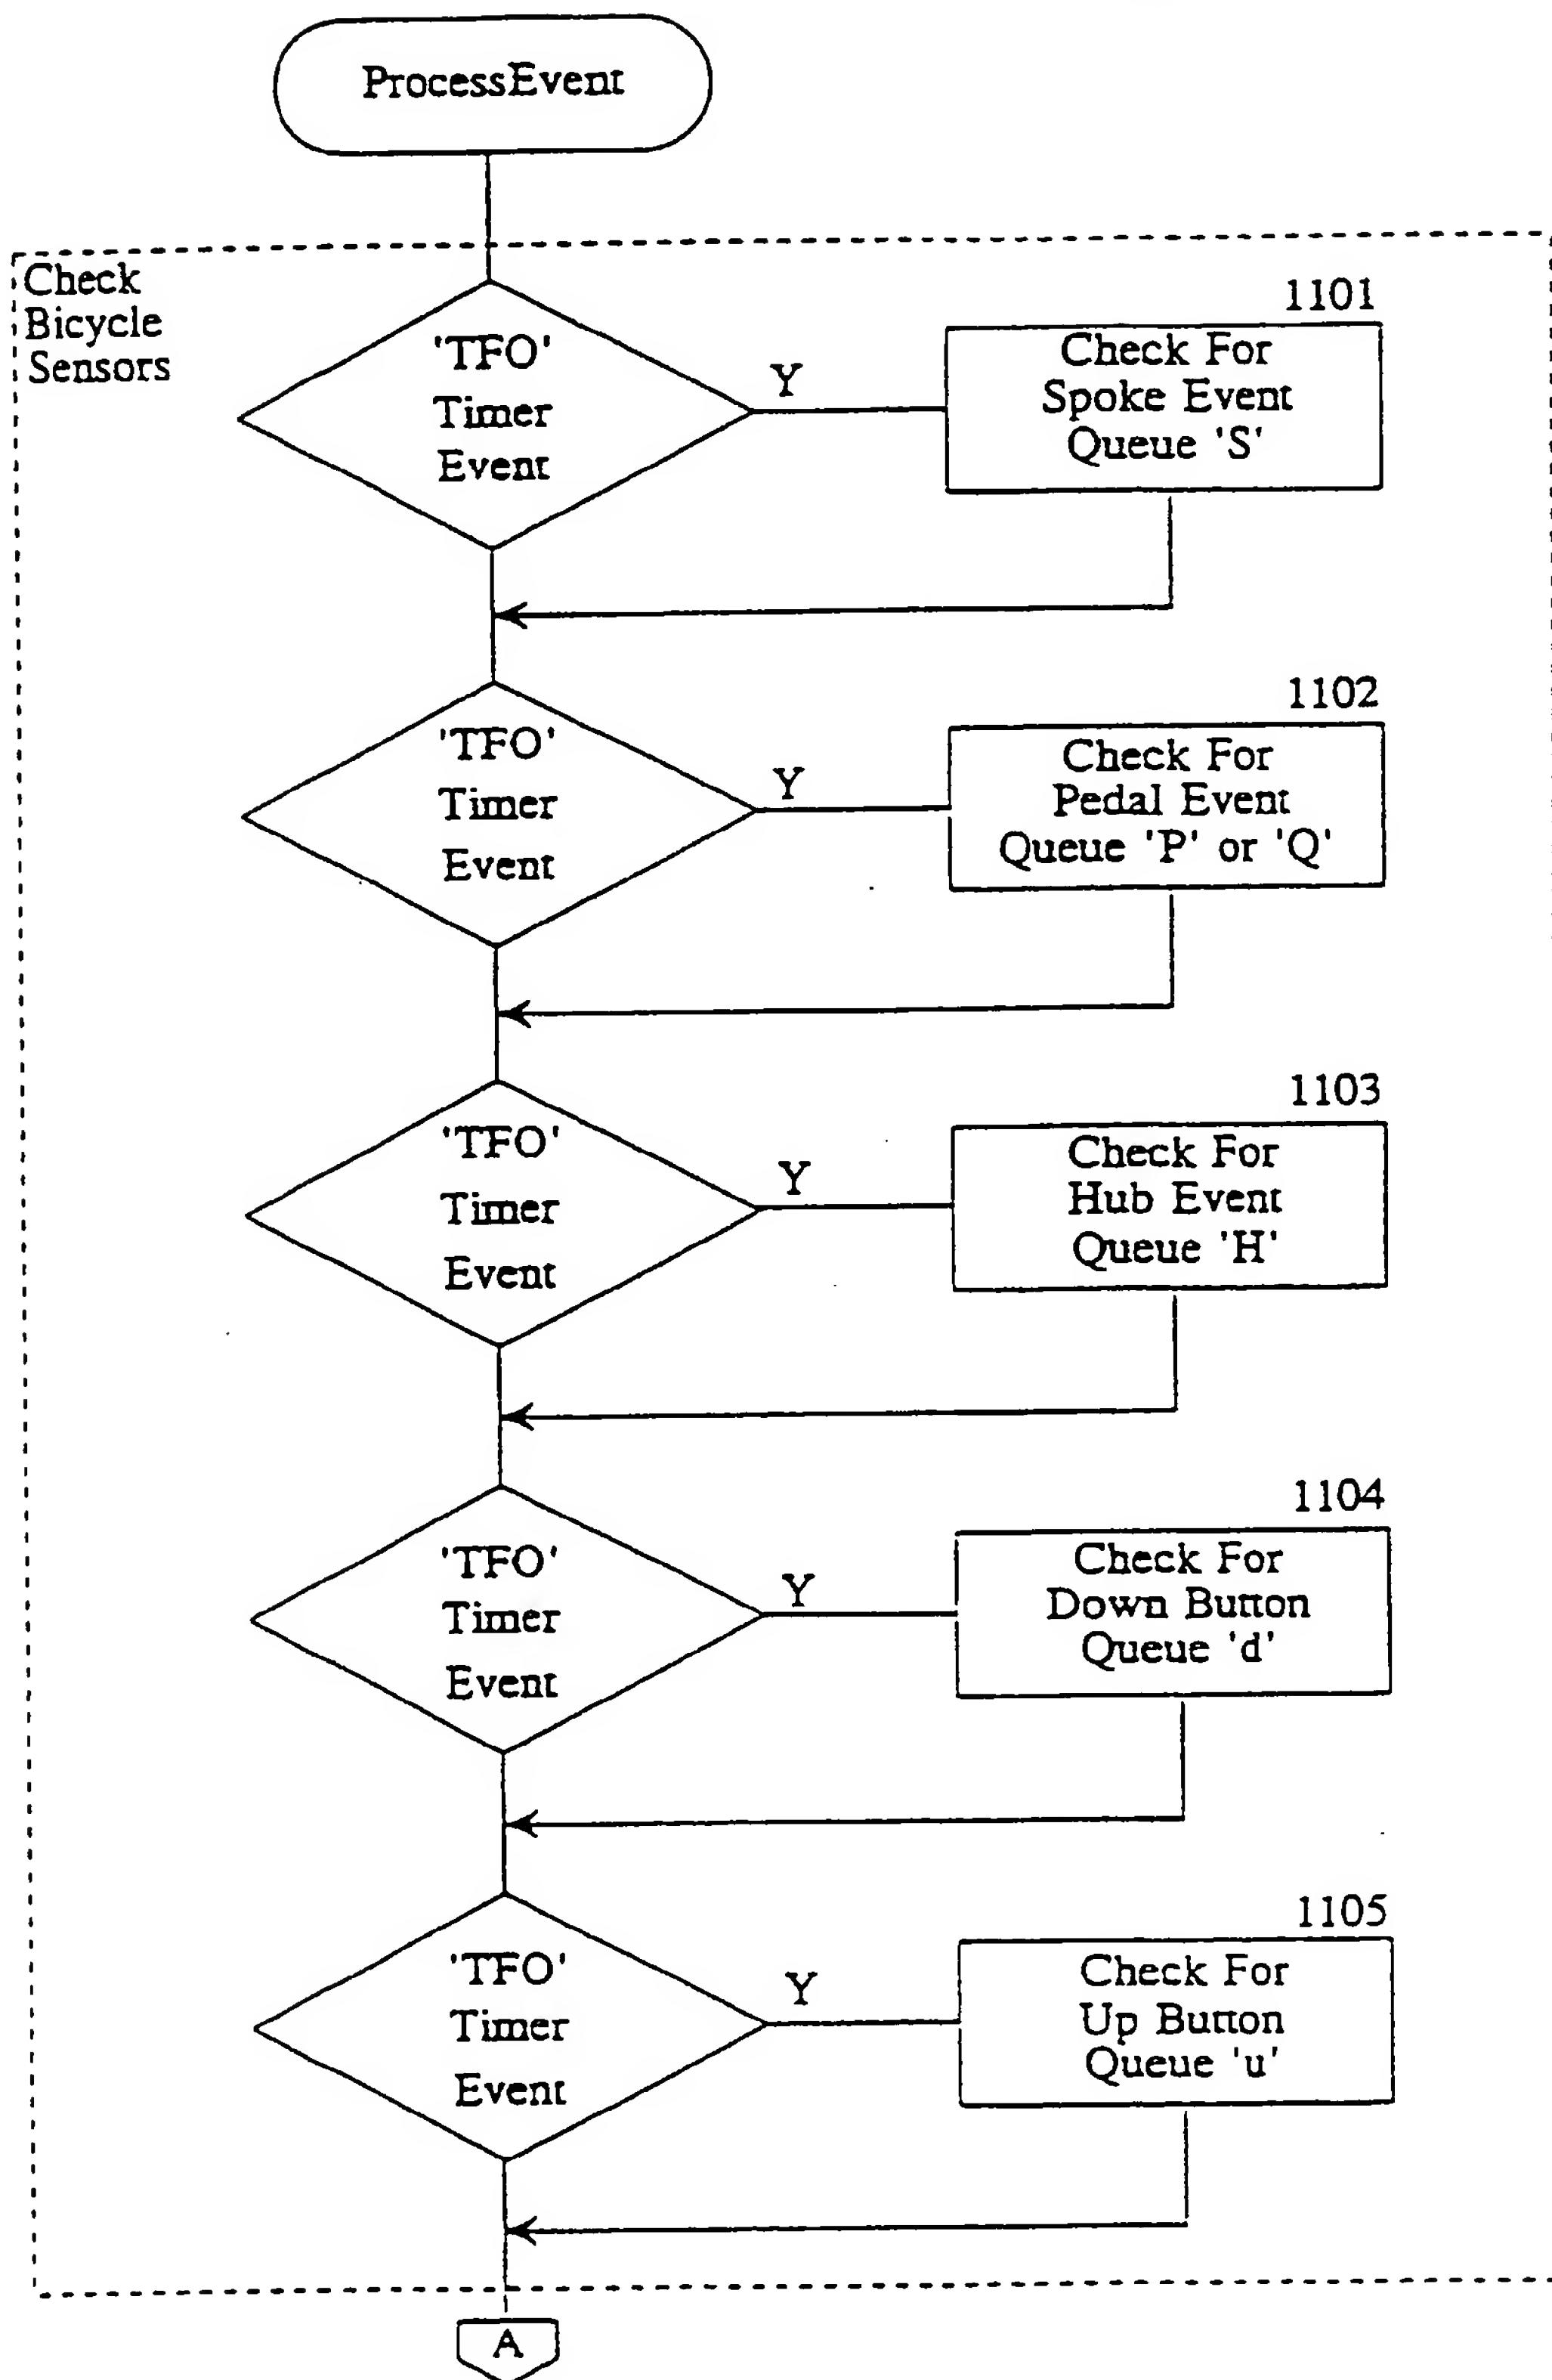 ProcessEvent
Check
Bicycle
Sensors
'TFO'
Timer
Event
Y
1101
Check For
Spoke Event
Queue 'S'
'TFO'
Timer
Event
Y
1102
Check For
Pedal Event
Queue 'P' or 'Q'
'TFO'
Timer
Event
Y
1103
Check For
Hub Event
Queue 'H'
'TFO'
Timer
Event
Y
1104
Check For
Down Button
Queue 'd'
'TFO'
Timer
Event
Y
1105
Check For
Up Button
Queue 'u'
A